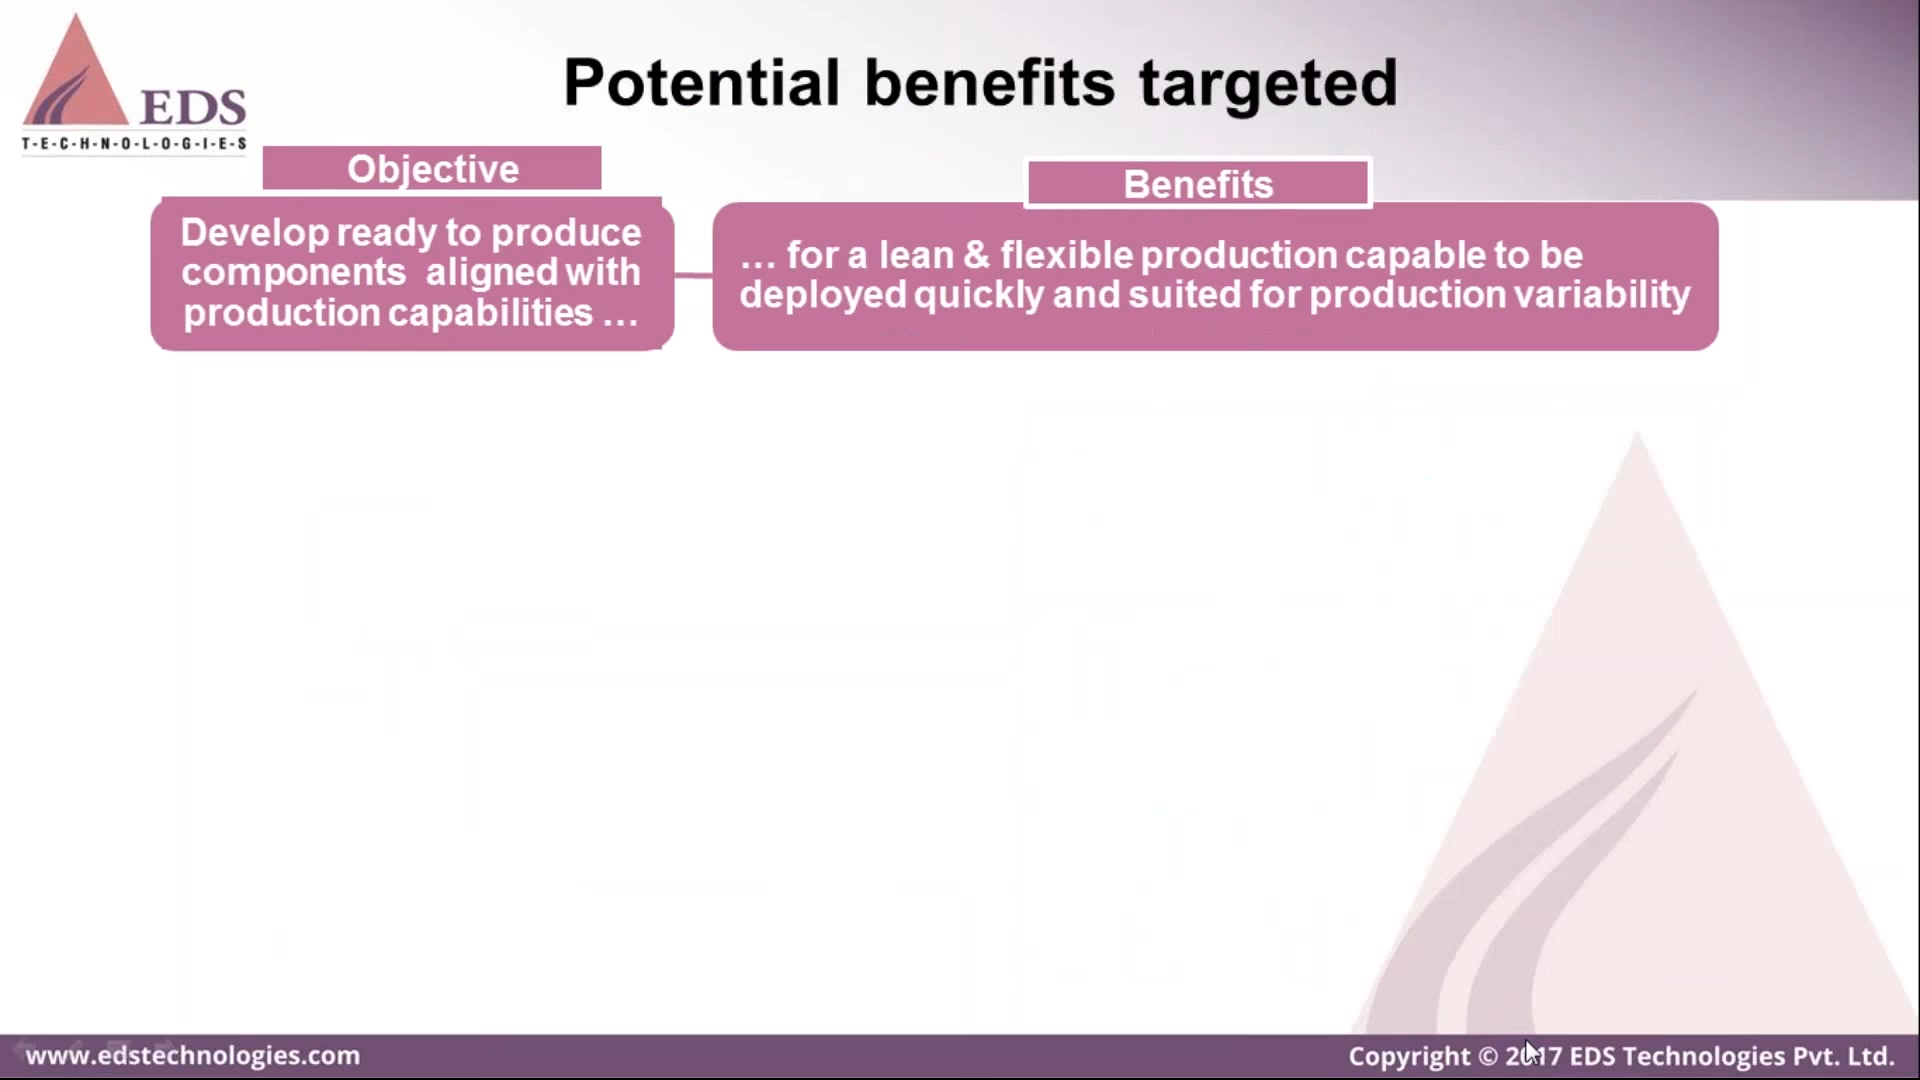 EDS
T-E-C-H-N-O-L-O-G-I-E-S
Potential benefits targeted
Objective
Develop ready to produce
components aligned with
production capabilities ...
Benefits
... for a lean & flexible production capable to be
deployed quickly and suited for production variability
www.edstechnologies.com
Copyright © 2017 EDS Technologies Pvt. Ltd.